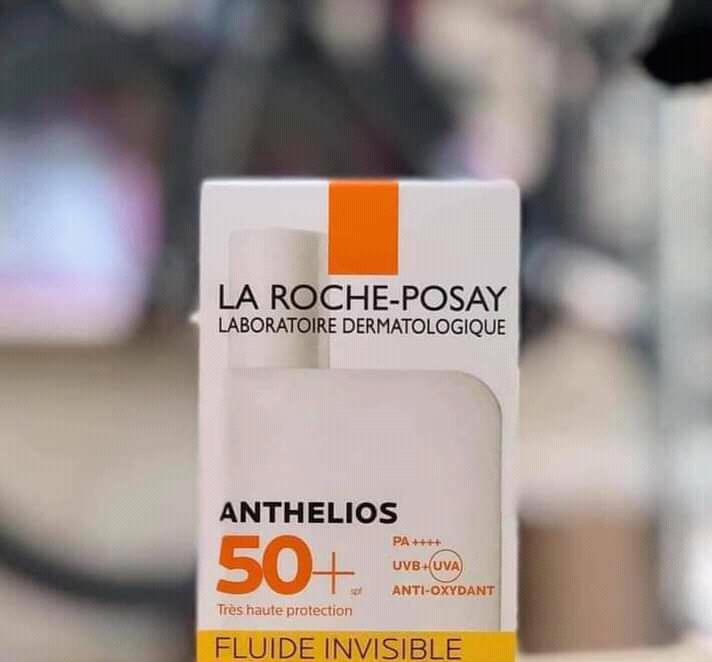 LA ROCHE-POSAY
LABORATOIRE DERMATOLOGIQUE
ANTHELIOS
50+ spf
PA ++++
UVB+UVA
ANTI-OXYDANT
Très haute protection
FLUIDE INVISIBLE